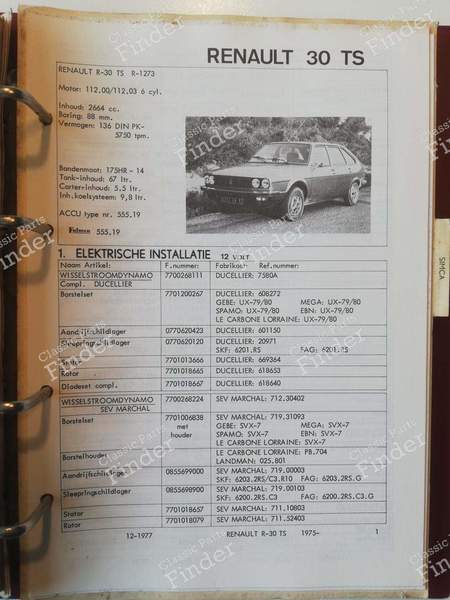 RENAULT 30 TS
RENAULT R-30 TS R-1273
Motor: 112.00/112.03 6 cyl.
Inhoud: 2664 cc.
Boring: 88 mm.
Vermogen: 136 DIN PK-
5750 tpm.
Bandenmaat: 175HR - 14
Tank-inhoud: 67 ltr.
Carter-inhoud: 5.5 ltr.
Inh.koelsysteem: 9,8 ltr.
ACCU type nr. 555.19
555.19
1. ELEKTRISCHE INSTALLATIE 12 VOLT
Naam Artikel: F.nummer: Fabrikaat: Ref.nummer:
WISSELSTROOMDYNAMO 7700268111 DUCELLIER: 7580A
Compl. DUCELLIER
Borstelset 7701200267 DUCELLIER: 608272
GEBE: UX-79/80 MEGA: UX-79/80
SPAMO: UX-79/80 EBN: UX-79/80
LE CARBONE LORRAINE: UX-79/80
Aandrijfschildlager 0770620423 DUCELLIER: 601150
Sleepringschildlager 0770620120 DUCELLIER: 20971
SKF: 6201.RS FAG: 6201.RS
Stator 7701013666 DUCELLIER: 669364
Rotor 7701018665 DUCELLIER: 618653
Diodeset compl. 7701018667 DUCELLIER: 618640
WISSELSTROOMDYNAMO 7700268224 SEV MARCHAL: 712.30402
SEV MARCHAL
Borstelset 7701006838 SEV MARCHAL: 719.31093
met GEBE: SVX-7 MEGA: SVX-7
houder SPAMO: SVX-7 EBN: SVX-7
LE CARBONE LORRAINE: SVX-7
Borstelhouder LE CARBONE LORRAINE: PB.704
LANDMAN: 025.801
Aandrijfschildlager 0855699000 SEV MARCHAL: 719.00003
SKF: 6203.2RS/C3.R10 FAG: 6203.2RS.G
Sleepringschildlager 0855698900 SEV MARCHAL: 719.00103
SKF: 6200.2RS.C3 FAG: 6200.2RS.C3.G
Stator 7701018657 SEV MARCHAL: 711.10803
Rotor 7701018079 SEV MARCHAL: 711.52403
12-1977 RENAULT R-30 TS 1975- 1
SIMCA
Classic Parts
Finder